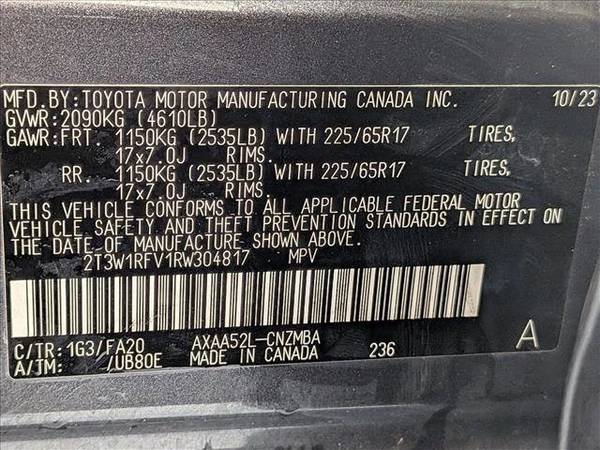 MFD.BY:TOYOTA MOTOR MANUFACTURING CANADA INC. 10/23
GVWR:2090KG (4610LB)
GAWR:FRT. 1150KG (2535LB) WITH 225/65R17 TIRES,
17x7.0J RIMS.
RR. 1150KG (2535LB) WITH 225/65R17 TIRES,
17x7.0J RIMS.
THIS VEHICLE CONFORMS TO ALL APPLICABLE FEDERAL MOTOR
VEHICLE SAFETY AND THEFT PREVENTION STANDARDS IN EFFECT ON
THE DATE OF MANUFACTURE SHOWN ABOVE.
2T3W1RFV1RW304817 MPV
C/TR:1G3/FA20 AXAA52L-CNZMBA A
A/JM: /UB80E MADE IN CANADA 236